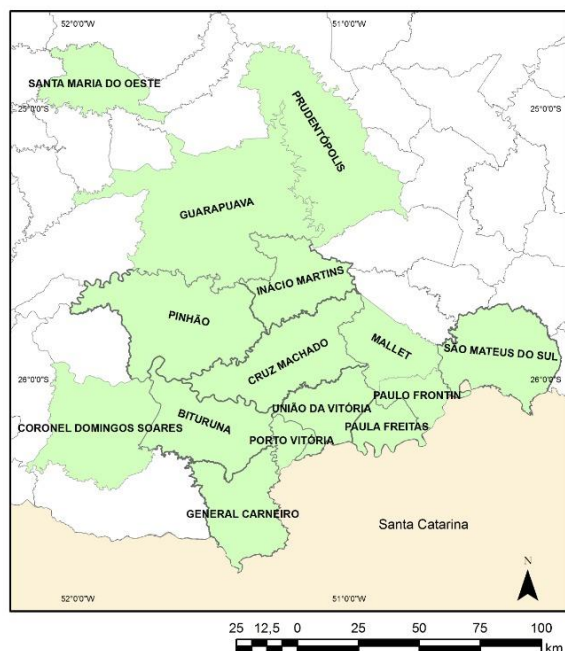 52°0'0"W 51°0'0"W
SANTA MARIA DO OESTE
25°0'0"S 25°0'0"S
PRUDENTÓPOLIS
GUARAPUAVA
INÁCIO MARTINS
PINHÃO
MALLET
SÃO MATEUS DO SUL
CRUZ MACHADO
26°0'0"S 26°0'0"S
PAULO FRONTIN
UNIÃO DA VITÓRIA
BITURUNA
CORONEL DOMINGOS SOARES
PAULA FREITAS
PORTO VITÓRIA
GENERAL CARNEIRO
Santa Catarina
N
52°0'0"W 51°0'0"W
25 12,5 0 25 50 75 100
km